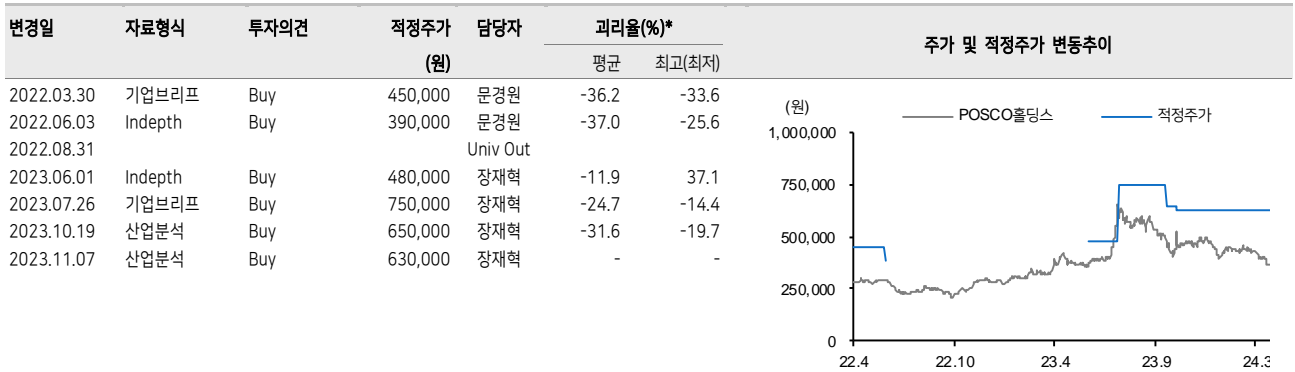 변경일 자료형식 투자의견 적정주가 담당자 괴리율(%)* 주가 및 적정주가 변동추이
(원) 평균 최고(최저)
2022.03.30 기업브리프 Buy 450,000 문경원 -36.2 -33.6
2022.06.03 Indepth Buy 390,000 문경원 -37.0 -25.6
2022.08.31 Univ Out
2023.06.01 Indepth Buy 480,000 장재혁 -11.9 37.1
2023.07.26 기업브리프 Buy 750,000 장재혁 -24.7 -14.4
2023.10.19 산업분석 Buy 650,000 장재혁 -31.6 -19.7
2023.11.07 산업분석 Buy 630,000 장재혁 - -
(원) POSCO홀딩스 적정주가
1,000,000
750,000
500,000
250,000
0
22.4 22.10 23.4 23.9 24.3